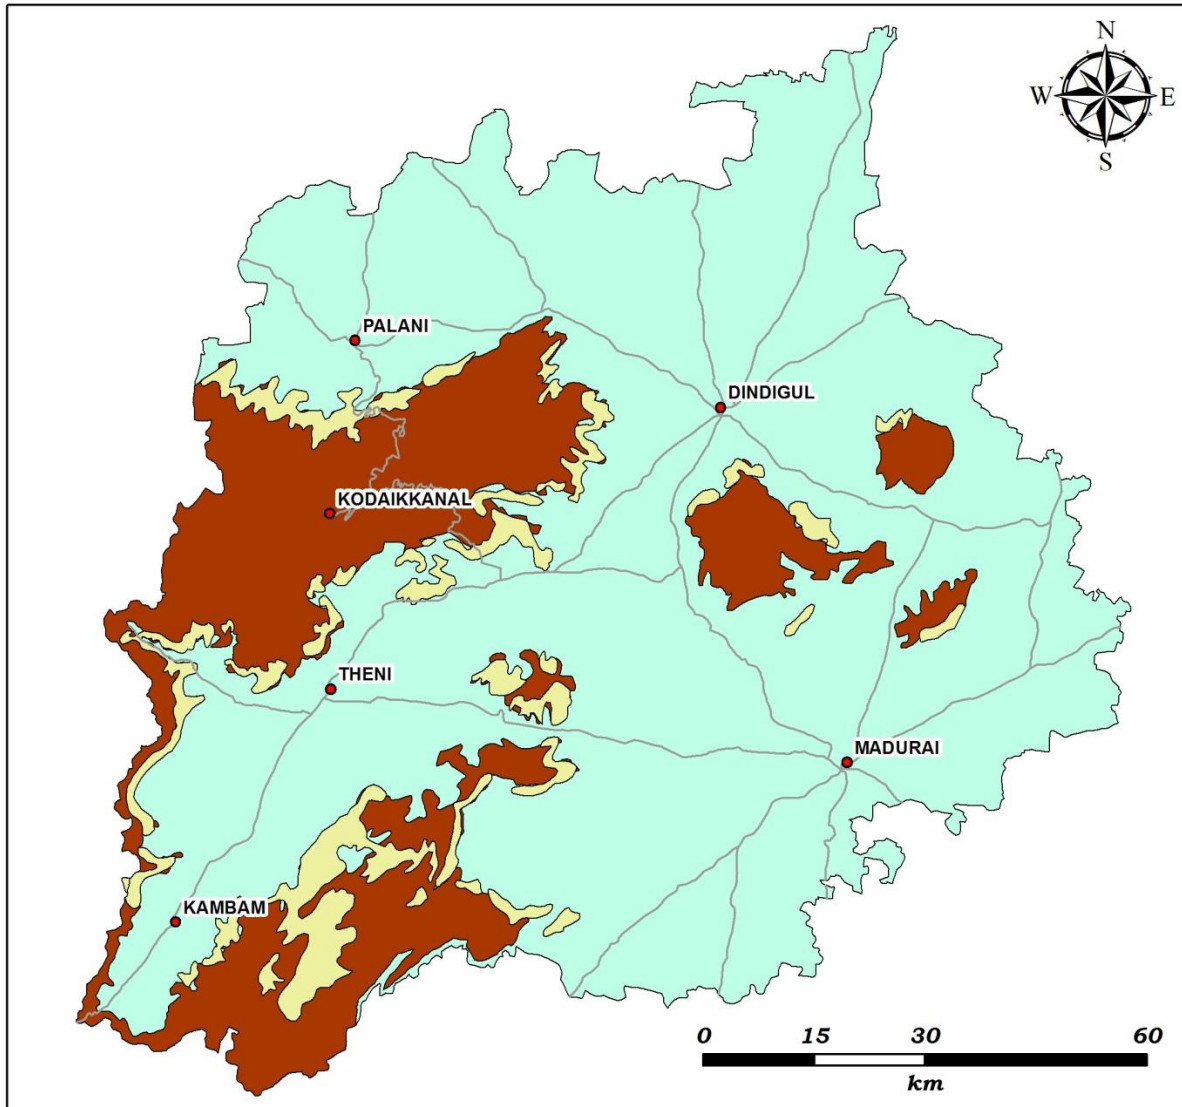 N
W E
S
PALANI
DINDIGUL
KODAIKKANAL
THENI
MADURAI
KAMBAM
0 15 30 60
km